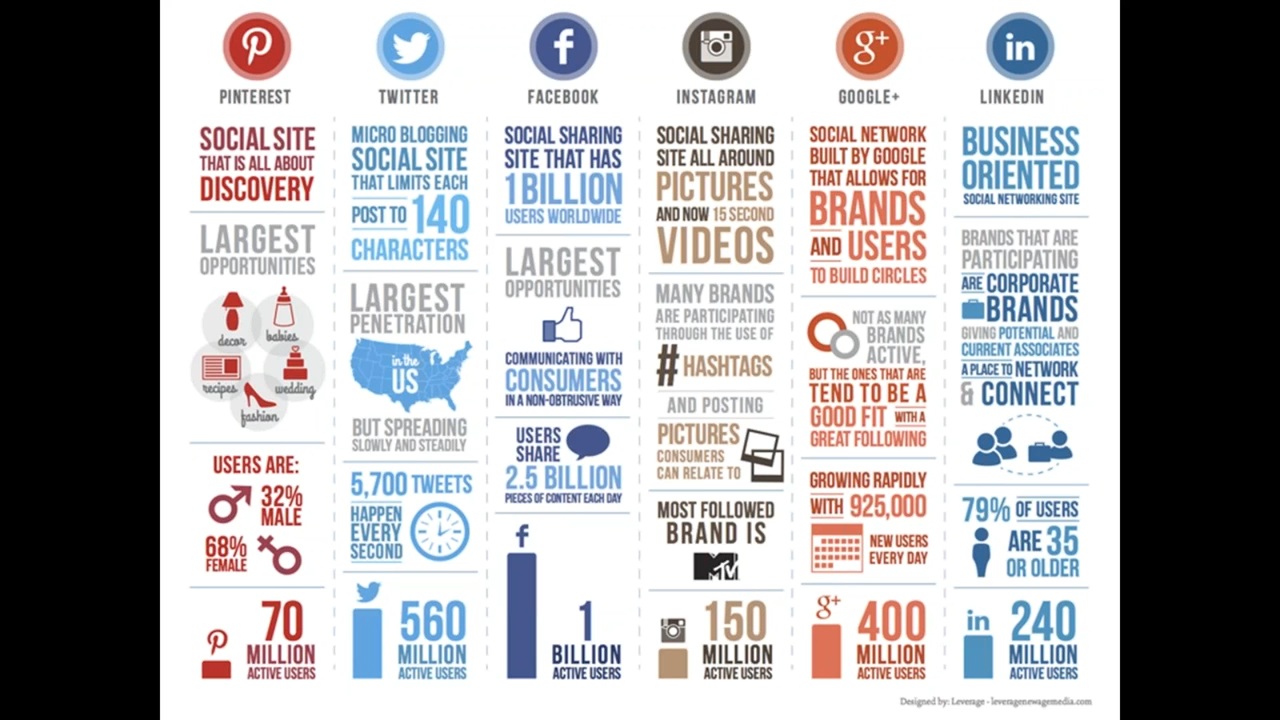 PINTEREST
SOCIAL SITE
THAT IS ALL ABOUT
DISCOVERY
LARGEST
OPPORTUNITIES
decor
babies
recipes
wedding
fashion
USERS ARE:
32%
MALE
68%
FEMALE
70
MILLION
ACTIVE USERS
TWITTER
MICRO BLOGGING
SOCIAL SITE
THAT LIMITS EACH
POST TO 140
CHARACTERS
LARGEST
PENETRATION
in the
US
BUT SPREADING
SLOWLY AND STEADILY
5,700 TWEETS
HAPPEN
EVERY
SECOND
560
MILLION
ACTIVE USERS
f
FACEBOOK
SOCIAL SHARING
SITE THAT HAS
1 BILLION
USERS WORLDWIDE
LARGEST
OPPORTUNITIES
COMMUNICATING WITH
CONSUMERS
IN A NON-OBTRUSIVE WAY
USERS
SHARE
2.5 BILLION
PIECES OF CONTENT EACH DAY
f
1
BILLION
ACTIVE USERS
INSTAGRAM
SOCIAL SHARING
SITE ALL AROUND
PICTURES
AND NOW 15 SECOND
VIDEOS
MANY BRANDS
ARE PARTICIPATING
THROUGH THE USE OF
# HASHTAGS
AND POSTING
PICTURES
CONSUMERS
CAN RELATE TO
MOST FOLLOWED
BRAND IS
MTV
150
MILLION
ACTIVE USERS
g+
GOOGLE+
SOCIAL NETWORK
BUILT BY GOOGLE
THAT ALLOWS FOR
BRANDS
AND USERS
TO BUILD CIRCLES
NOT AS MANY
BRANDS
ACTIVE,
BUT THE ONES THAT ARE
TEND TO BE A
GOOD FIT WITH A
GREAT FOLLOWING
GROWING RAPIDLY
WITH 925,000
NEW USERS
EVERY DAY
g+
400
MILLION
ACTIVE USERS
in
LINKEDIN
BUSINESS
ORIENTED
SOCIAL NETWORKING SITE
BRANDS THAT ARE
PARTICIPATING
ARE CORPORATE
BRANDS
GIVING POTENTIAL AND
CURRENT ASSOCIATES
A PLACE TO NETWORK
& CONNECT
79% OF USERS
ARE 35
OR OLDER
in
240
MILLION
ACTIVE USERS
Designed by: Leverage - leveragenewagemedia.com